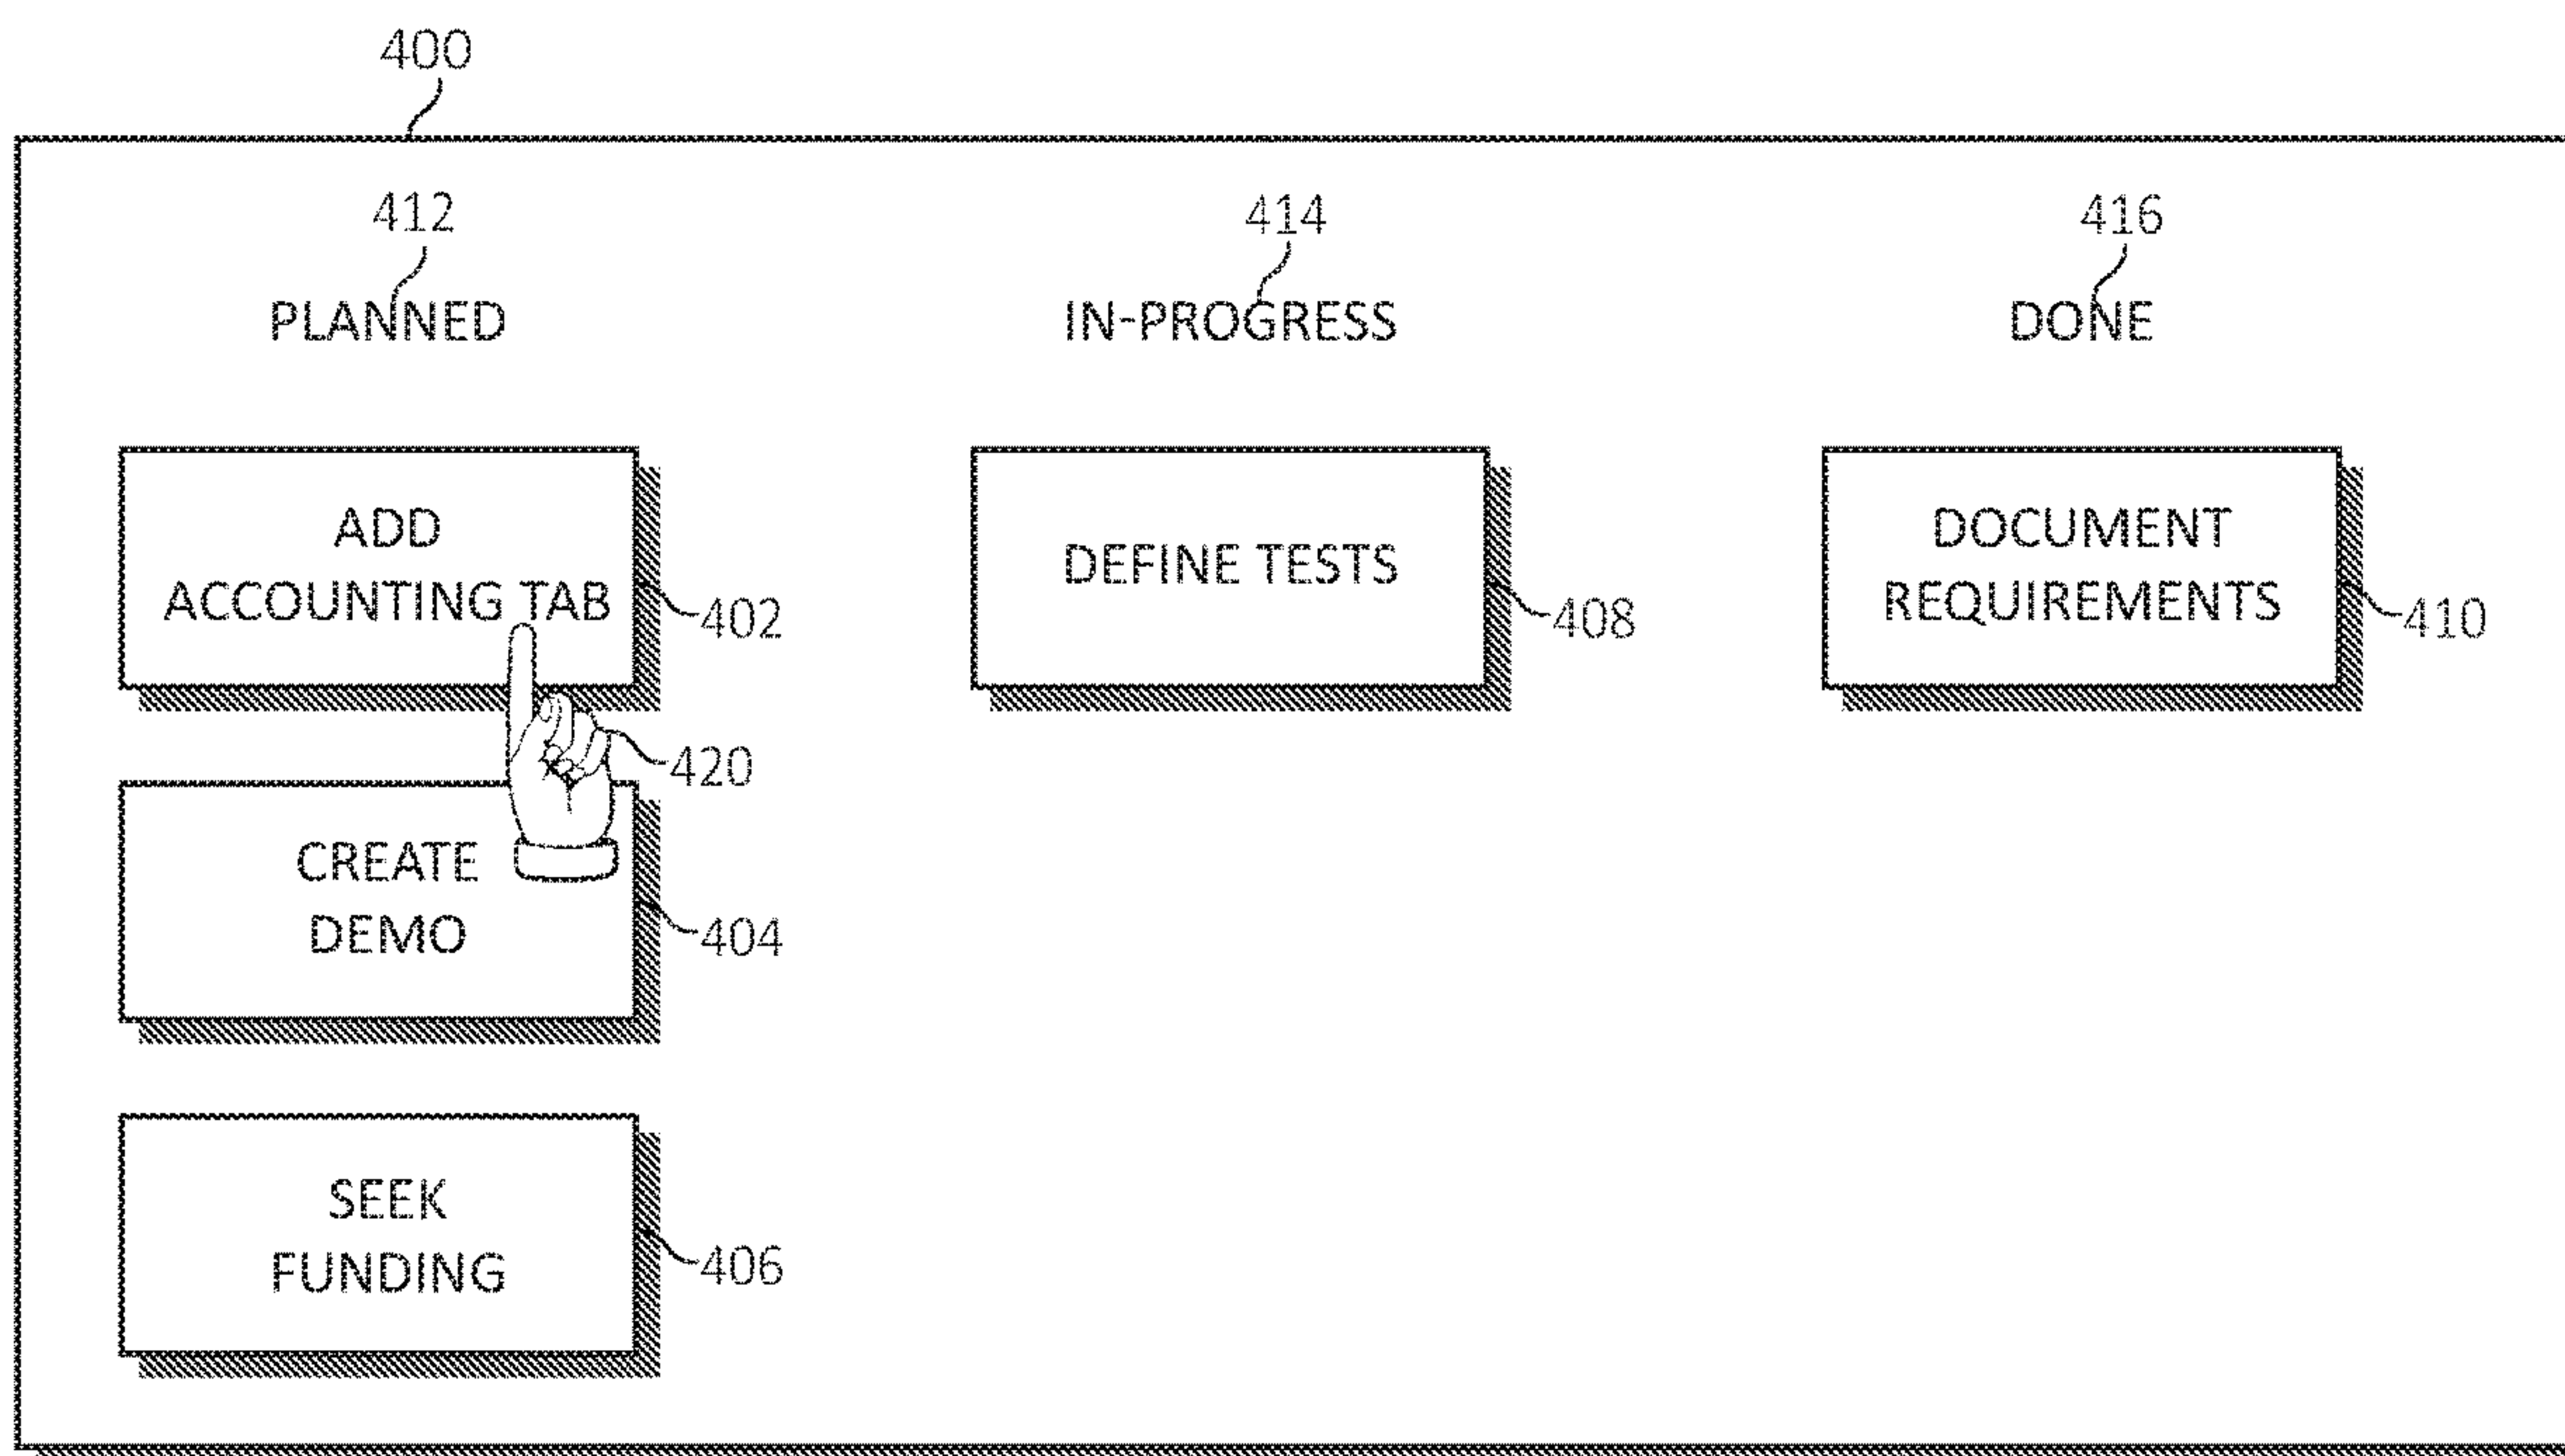 400
412
414
416
PLANNED
IN-PROGRESS
DONE
ADD
ACCOUNTING TAB
402
DEFINE TESTS
408
DOCUMENT
REQUIREMENTS
410
420
CREATE
DEMO
404
SEEK
FUNDING
406